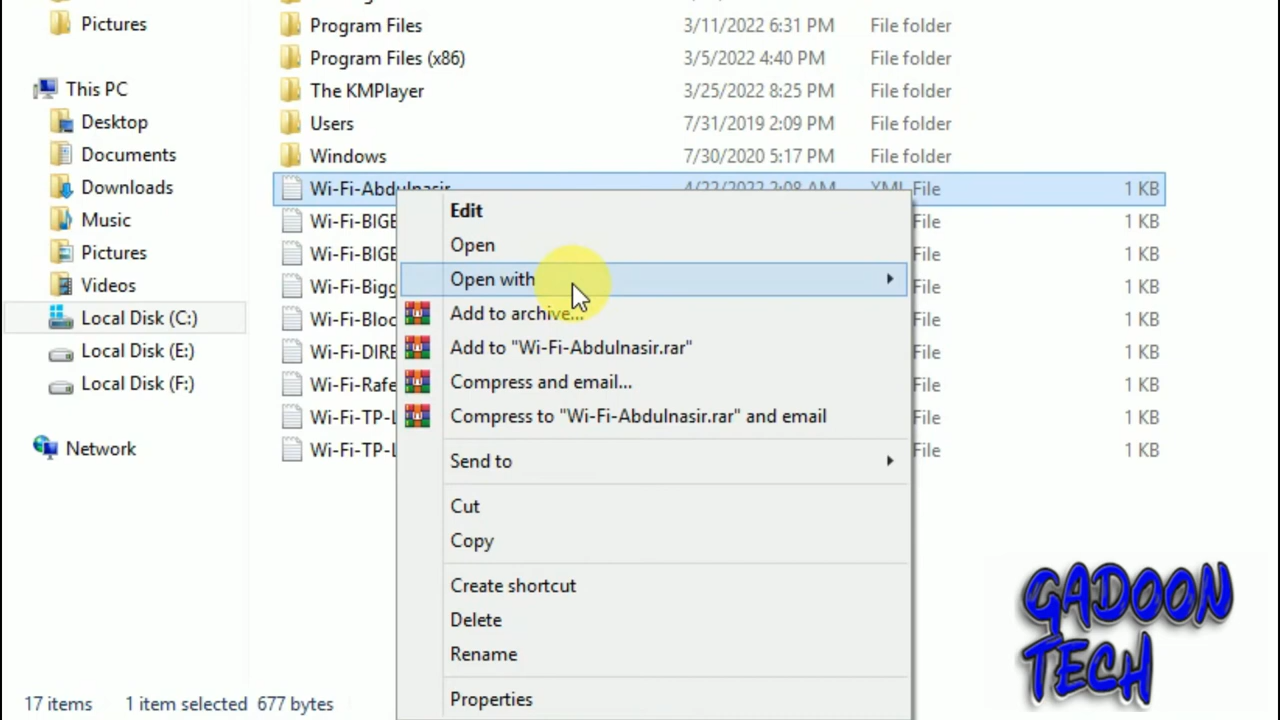 Pictures
Program Files 3/11/2022 6:31 PM File folder
Program Files (x86) 3/5/2022 4:40 PM File folder
This PC
The KMPlayer 3/25/2022 8:25 PM File folder
Desktop
Users 7/31/2019 2:09 PM File folder
Documents
Windows 7/30/2020 5:17 PM File folder
Downloads
Wi-Fi-Abdulnasir 4/22/2022 2:08 AM XML File 1 KB
Music
Wi-Fi-BIGE File 1 KB
Pictures
Wi-Fi-BIGE File 1 KB
Videos
Wi-Fi-Bigg File 1 KB
Local Disk (C:)
Wi-Fi-Bloc File 1 KB
Local Disk (E:)
Wi-Fi-DIRE File 1 KB
Local Disk (F:)
Wi-Fi-Rafe File 1 KB
Wi-Fi-TP-L File 1 KB
Network
Wi-Fi-TP-L File 1 KB
Edit
Open
Open with
Add to archive...
Add to "Wi-Fi-Abdulnasir.rar"
Compress and email...
Compress to "Wi-Fi-Abdulnasir.rar" and email
Send to
Cut
Copy
Create shortcut
Delete
Rename
Properties
GADOON
TECH
17 items 1 item selected 677 bytes